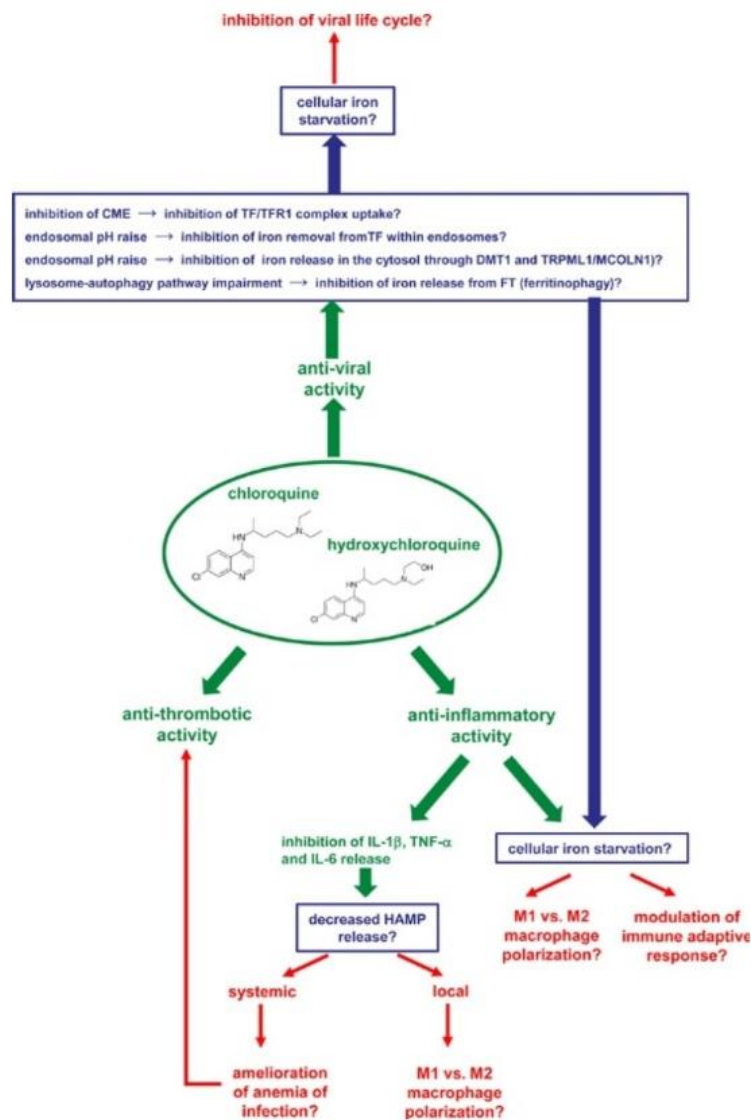 inhibition of viral life cycle?
cellular iron
starvation?
inhibition of CME → inhibition of TF/TFR1 complex uptake?
endosomal pH raise → inhibition of iron removal fromTF within endosomes?
endosomal pH raise → inhibition of iron release in the cytosol through DMT1 and TRPML1/MCOLN1)?
lysosome-autophagy pathway impairment → inhibition of iron release from FT (ferritinophagy)?
anti-viral
activity
chloroquine
HN
N
Cl
N
hydroxychloroquine
OH
HN
N
Cl
N
anti-thrombotic
activity
anti-inflammatory
activity
inhibition of IL-1β, TNF-α
and IL-6 release
cellular iron starvation?
decreased HAMP
release?
M1 vs. M2
macrophage
polarization?
modulation of
immune adaptive
response?
systemic
local
amelioration
of anemia of
infection?
M1 vs. M2
macrophage
polarization?